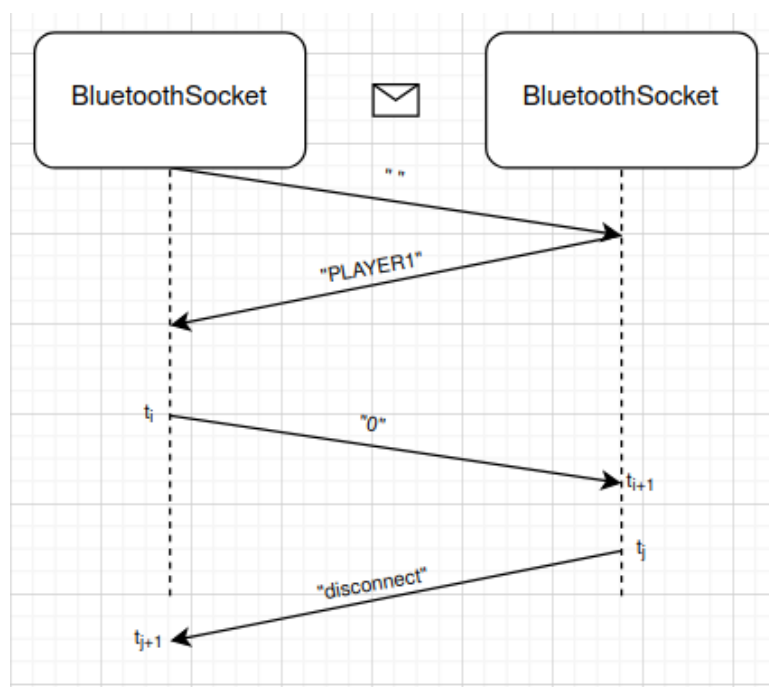 BluetoothSocket
BluetoothSocket
" "
"PLAYER1"
tᵢ
"0"
tᵢ₊₁
tⱼ
"disconnect"
tⱼ₊₁